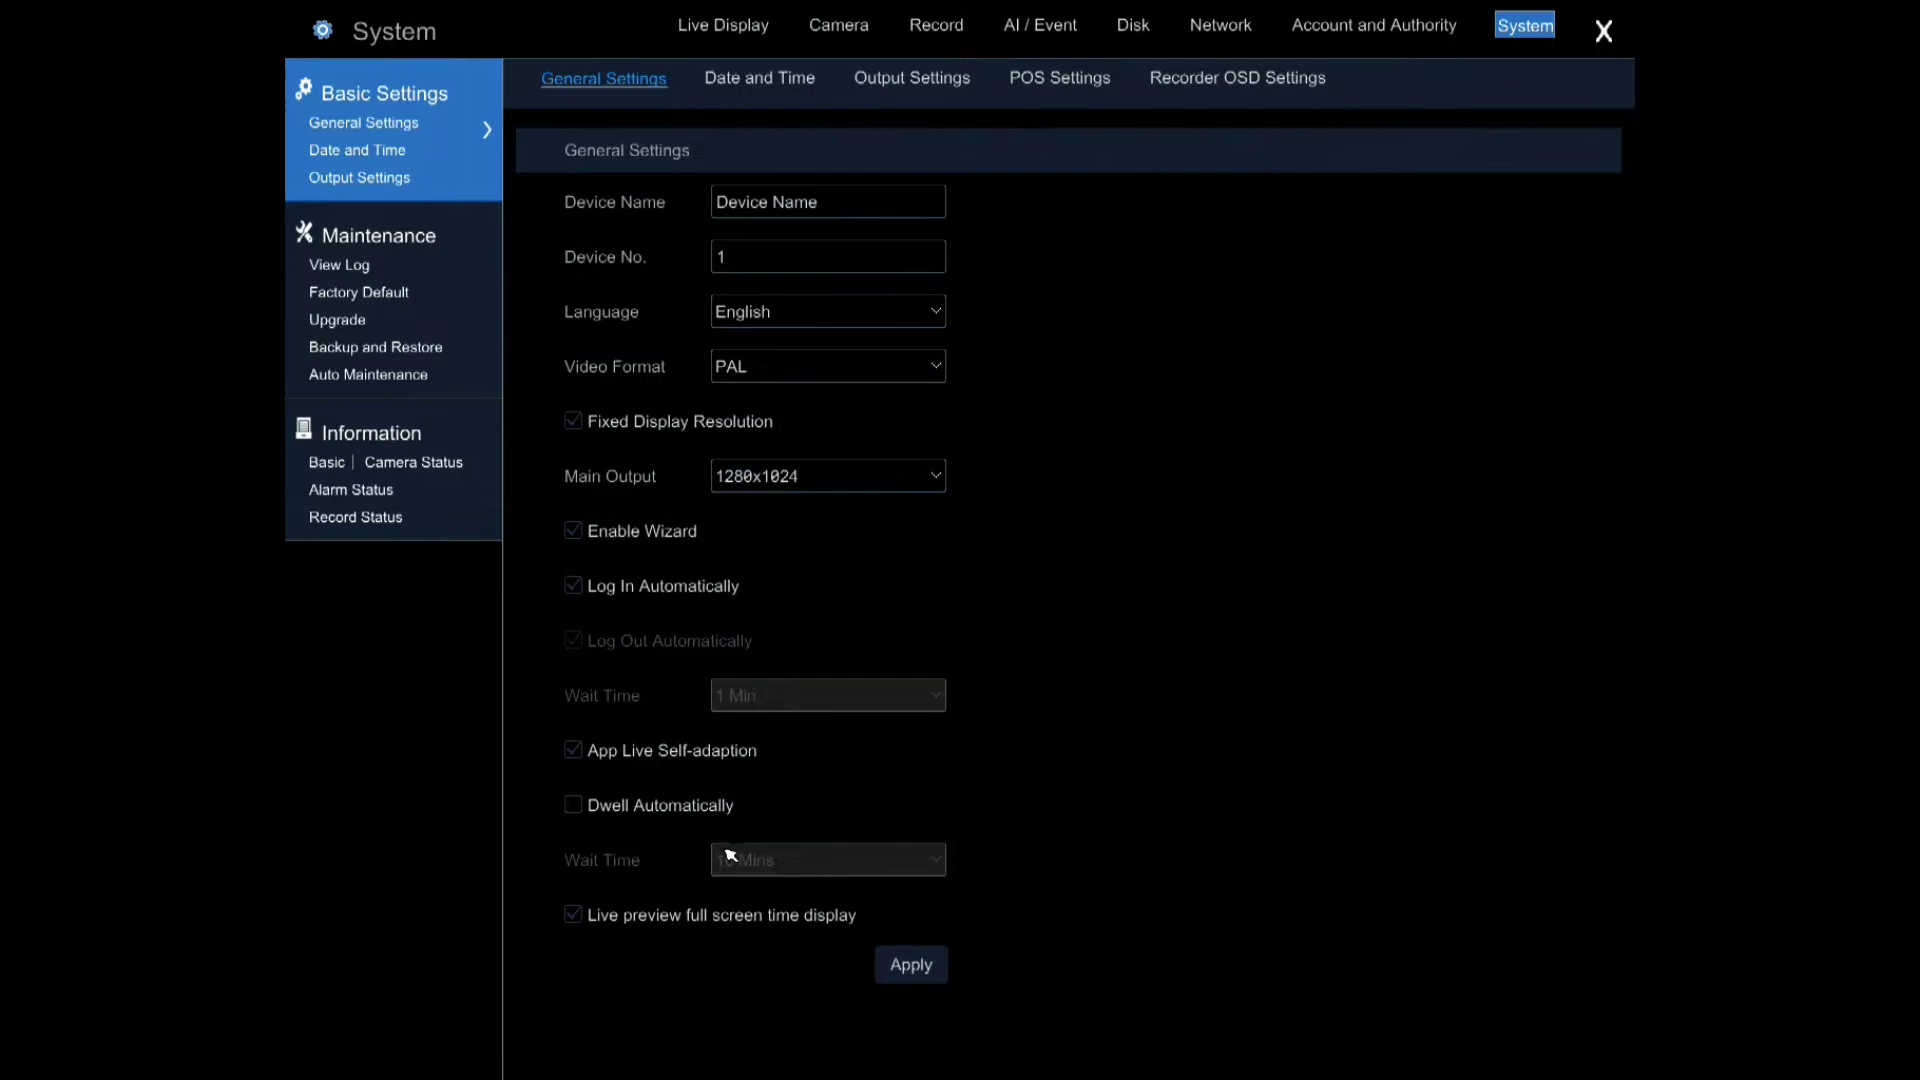 System
Live Display
Camera
Record
AI / Event
Disk
Network
Account and Authority
System
X
Basic Settings
General Settings
Date and Time
Output Settings
Maintenance
View Log
Factory Default
Upgrade
Backup and Restore
Auto Maintenance
Information
Basic | Camera Status
Alarm Status
Record Status
General Settings
Date and Time
Output Settings
POS Settings
Recorder OSD Settings
General Settings
Device Name
Device Name
Device No.
1
Language
English
Video Format
PAL
Fixed Display Resolution
Main Output
1280x1024
Enable Wizard
Log In Automatically
Log Out Automatically
Wait Time
1 Min
App Live Self-adaption
Dwell Automatically
Wait Time
Mins
Live preview full screen time display
Apply